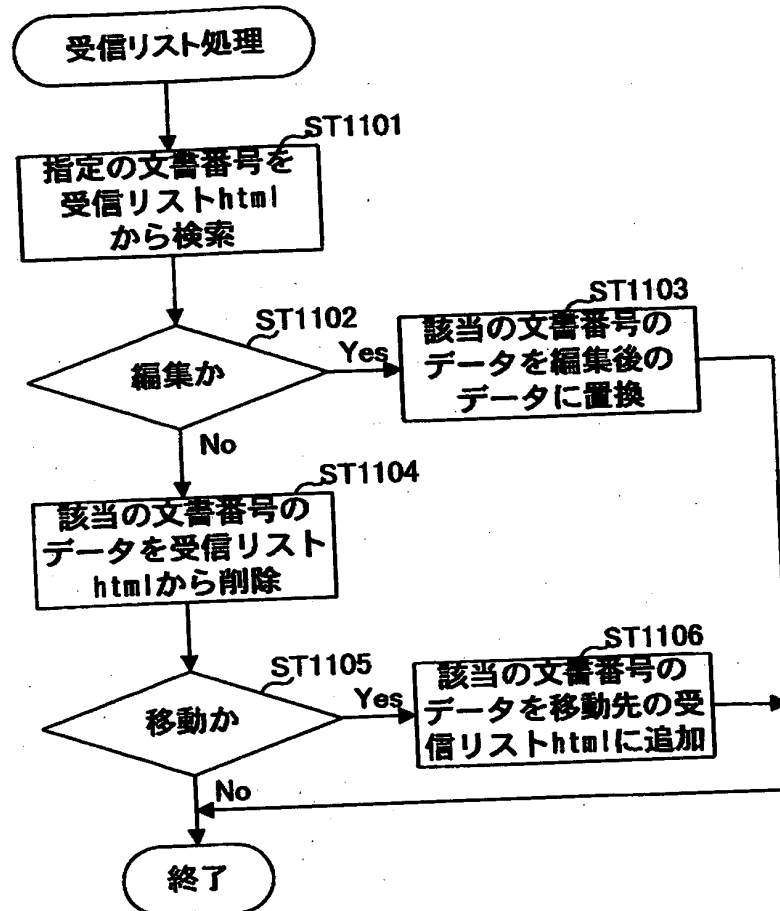 受信リスト処理
ST1101
指定の文書番号を
受信リストhtml
から検索
ST1102
編集か
Yes
ST1103
該当の文書番号の
データを編集後の
データに置換
No
ST1104
該当の文書番号の
データを受信リスト
htmlから削除
ST1105
移動か
Yes
ST1106
該当の文書番号の
データを移動先の受
信リストhtmlに追加
No
終了